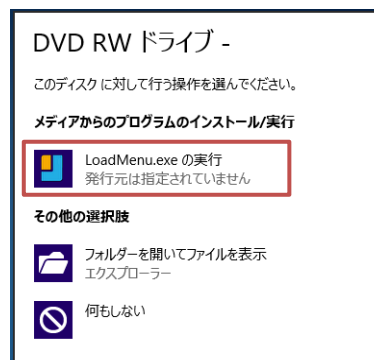 DVD RW ドライブ -
このディスク に対して行う操作を選んでください。
メディアからのプログラムのインストール/実行
LoadMenu.exe の実行
発行元は指定されていません
その他の選択肢
フォルダーを開いてファイルを表示
エクスプローラー
何もしない